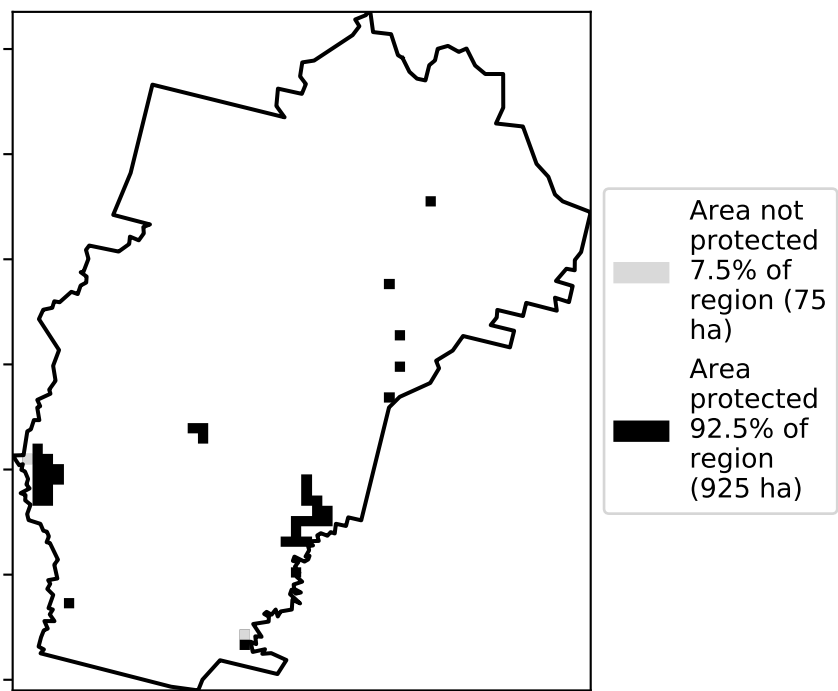 Area not
protected
7.5% of
region (75
ha)
Area
protected
92.5% of
region
(925 ha)